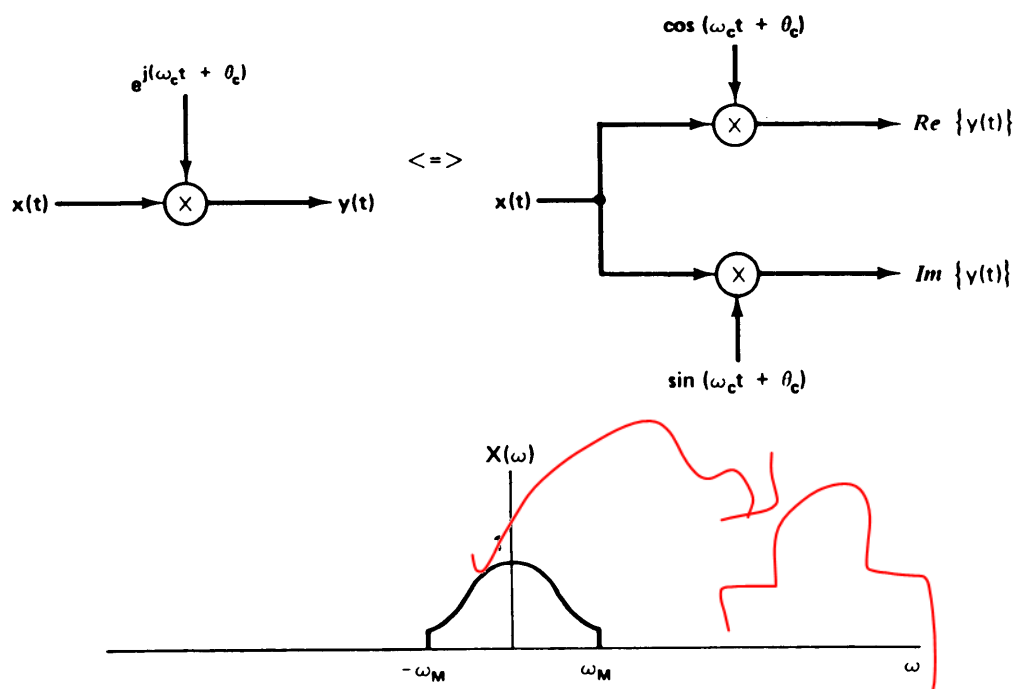 cos (ω_c t + θ_c)
e^j(ω_c t + θ_c)
X
Re {y(t)}
<=>
x(t)
X
y(t)
x(t)
X
Im {y(t)}
sin (ω_c t + θ_c)
X(ω)
-ω_M
ω_M
ω